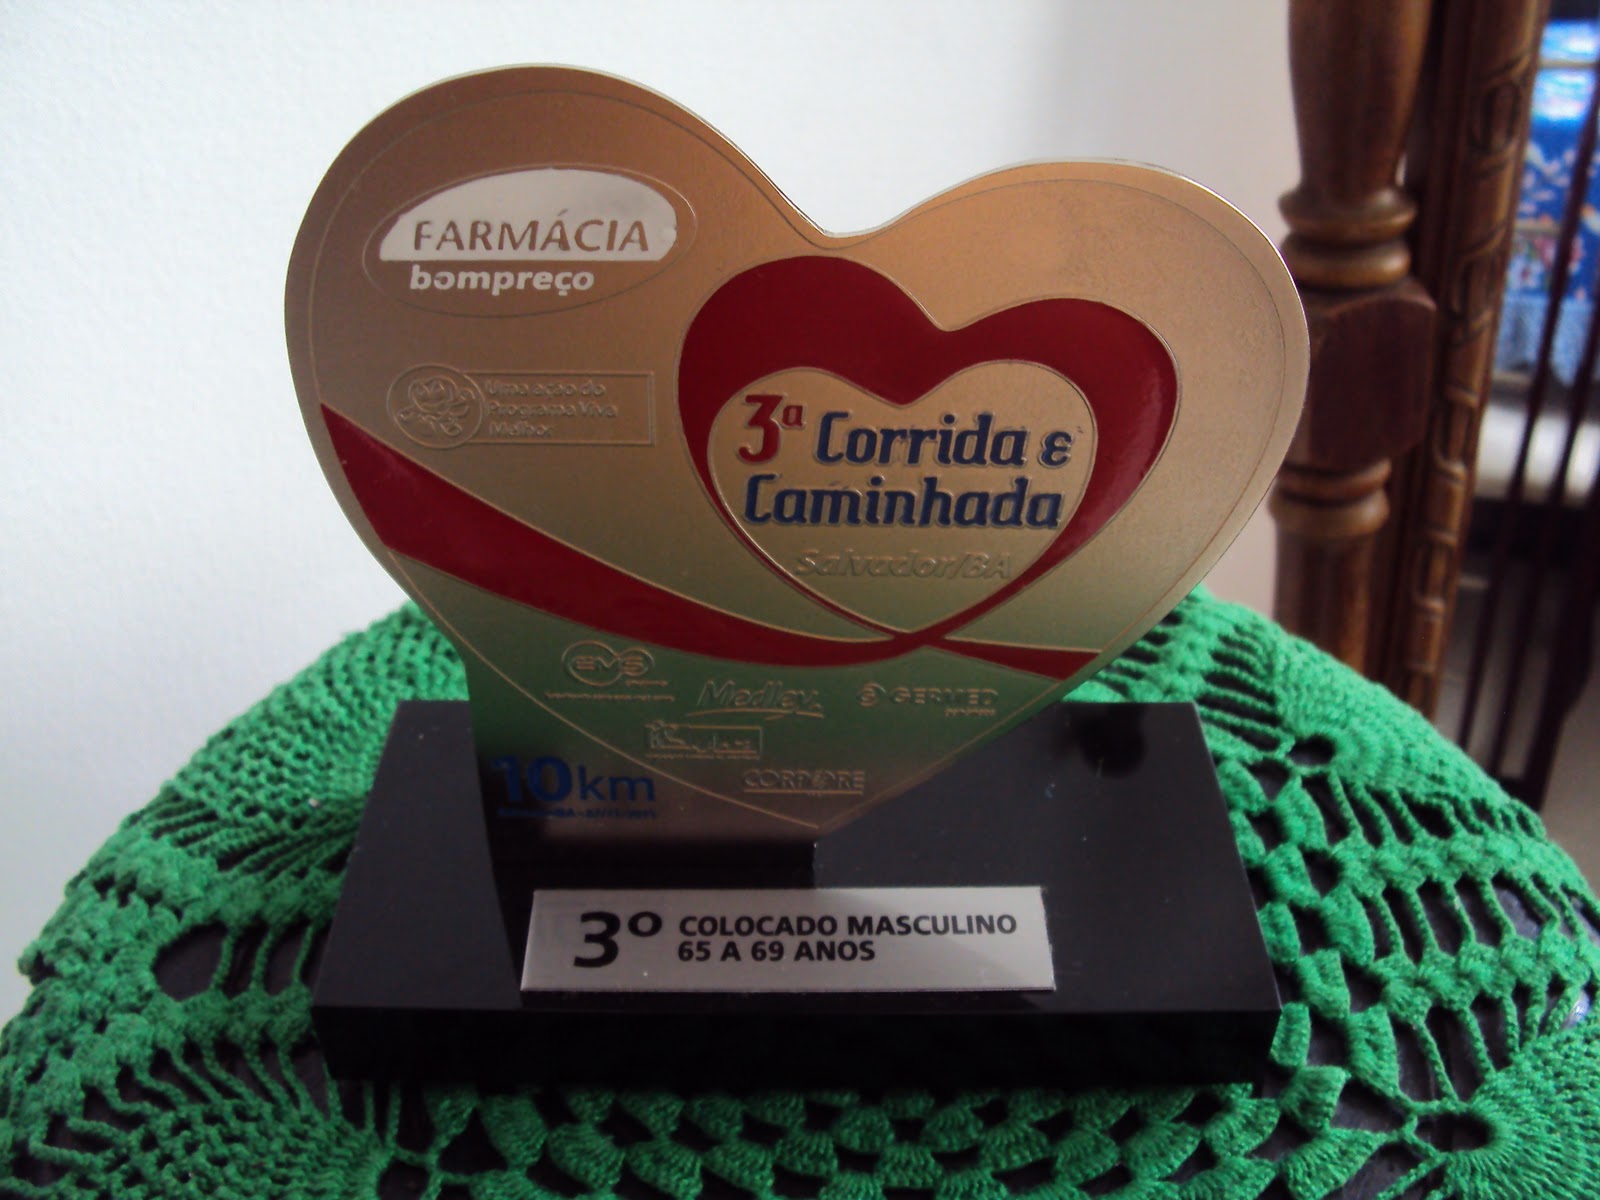 FARMÁCIA
bompreço
Uma ação do
Programa Viva
Melhor
3ª Corrida e
Caminhada
Salvador/BA
EMS
Medley
GERMED
CORPORE
10km
3º COLOCADO MASCULINO
65 A 69 ANOS